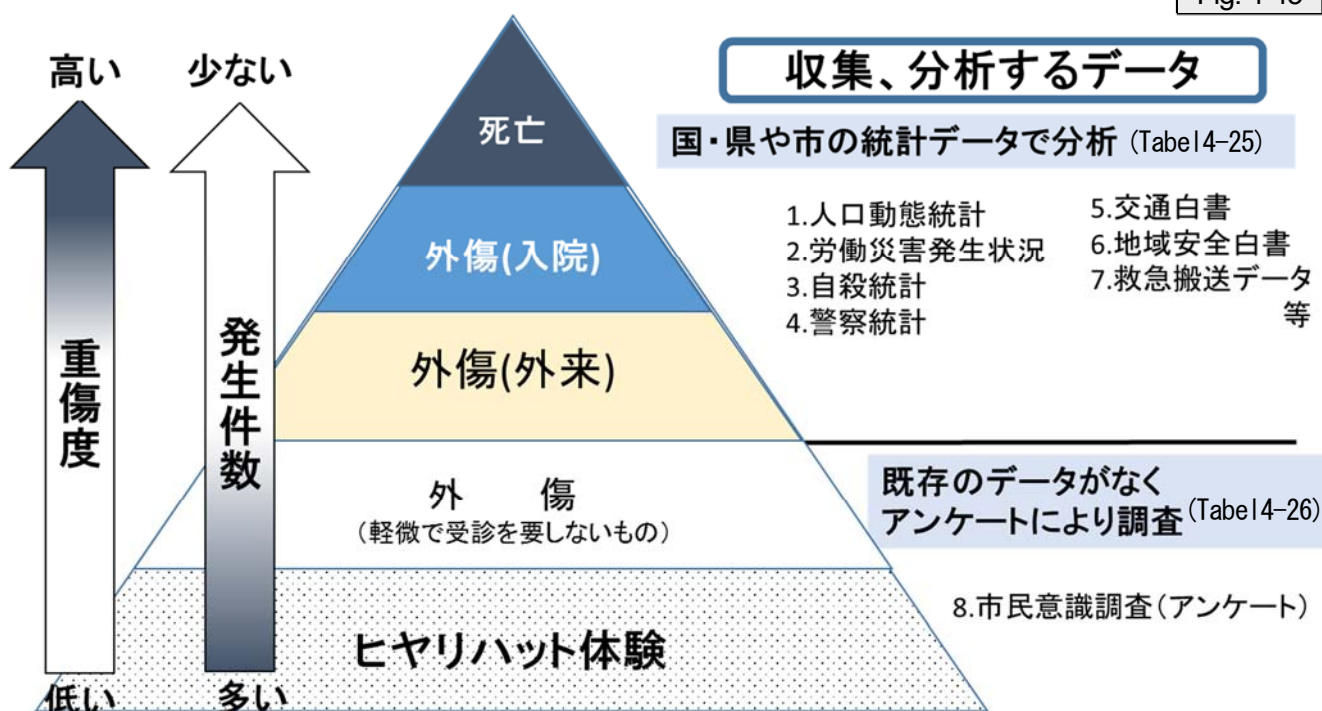 高い
少ない
重傷度
発生件数
低い
多い
死亡
外傷(入院)
外傷(外来)
外　傷
(軽微で受診を要しないもの)
ヒヤリハット体験
収集、分析するデータ
国・県や市の統計データで分析 (Tabel4-25)
1.人口動態統計
2.労働災害発生状況
3.自殺統計
4.警察統計
5.交通白書
6.地域安全白書
7.救急搬送データ
等
既存のデータがなく
アンケートにより調査(Tabel4-26)
8.市民意識調査(アンケート)